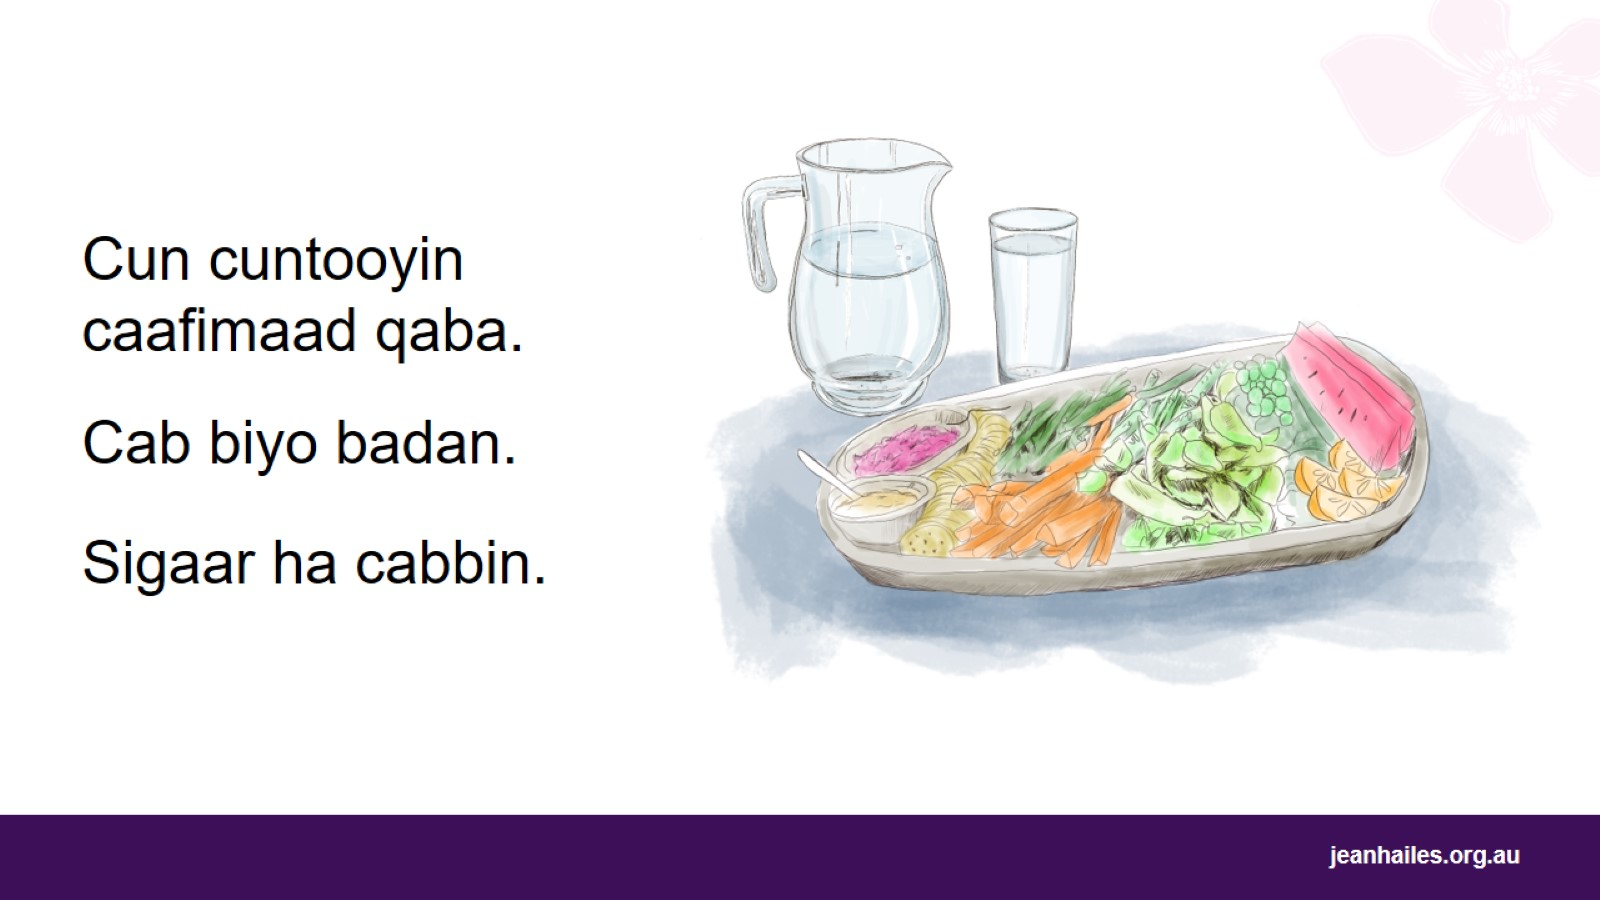 Cun cuntooyin
caafimaad qaba.
Cab biyo badan.
Sigaar ha cabbin.
jeanhailes.org.au